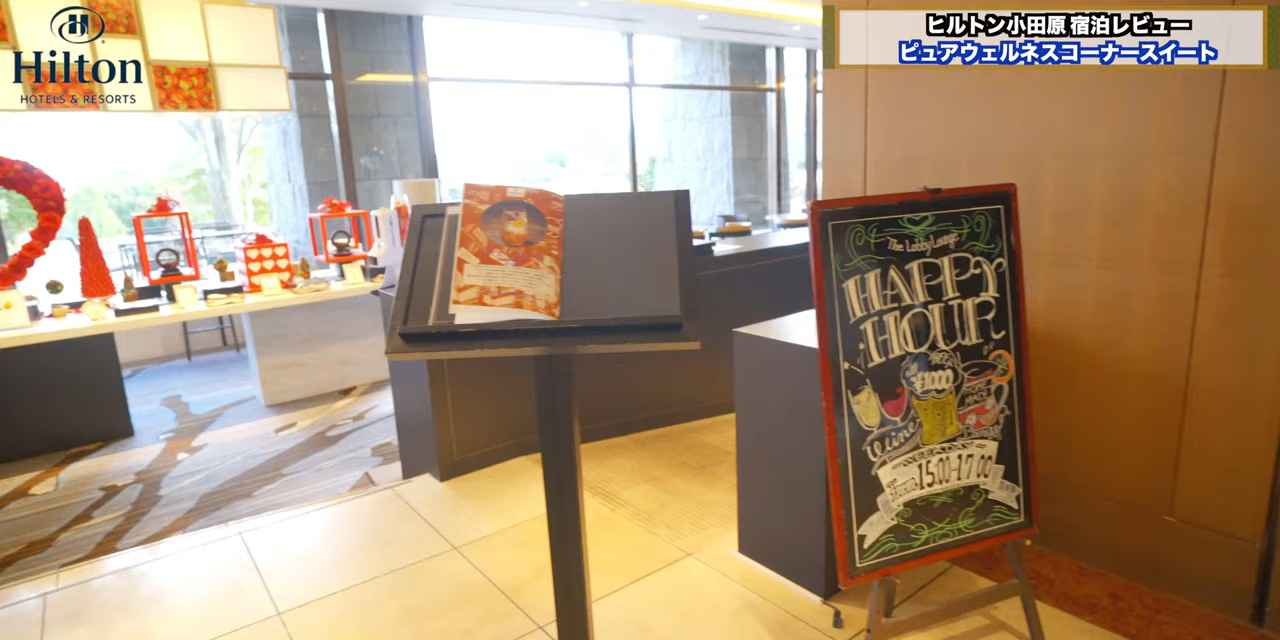 Hilton
HOTELS & RESORTS
ヒルトン小田原 宿泊レビュー
ピュアウェルネスコーナースイート
The Lobby Lounge
HAPPY
HOUR
¥1000
Wine
15:00-17:00